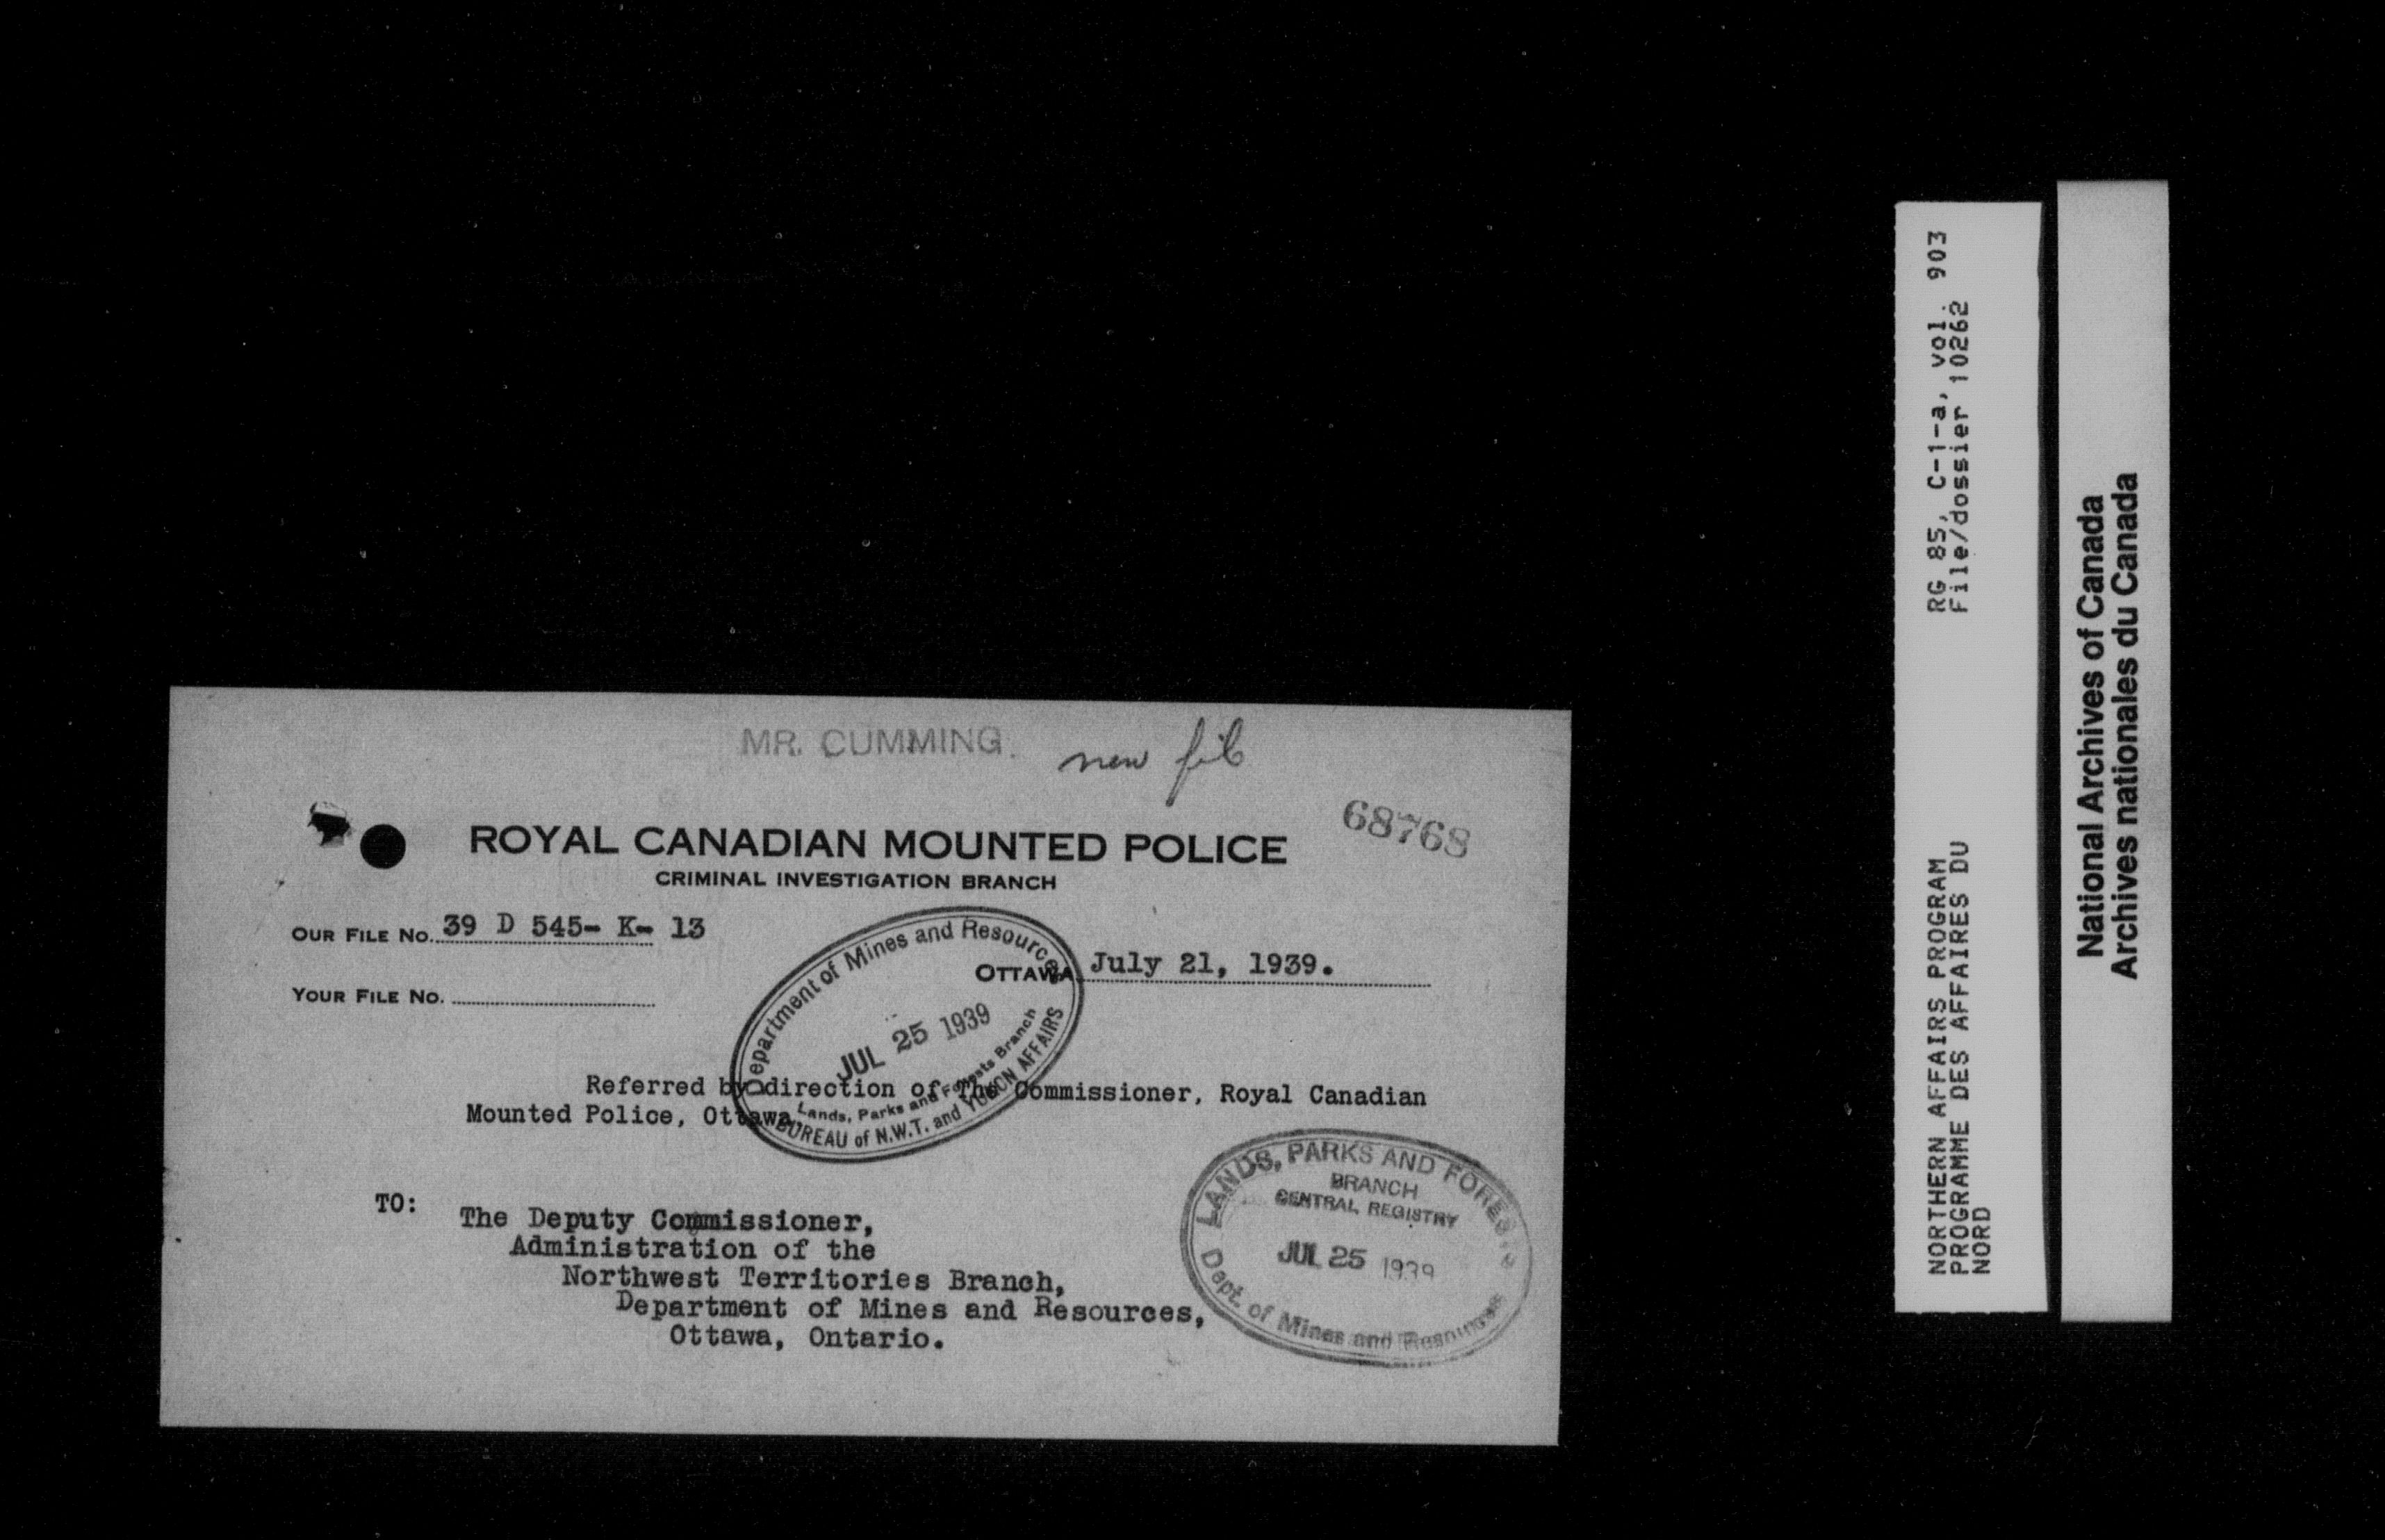 MR. CUMMING.
new file
68768
ROYAL CANADIAN MOUNTED POLICE
CRIMINAL INVESTIGATION BRANCH
OUR FILE No. 39 D 545- K- 13
OTTAWA July 21, 1939.
YOUR FILE No.
Department of Mines and Resources
JUL 25 1939
Lands, Parks and Forests Branch
BUREAU of N.W.T. and YUKON AFFAIRS
Referred by direction of The Commissioner, Royal Canadian
Mounted Police, Ottawa.
TO:
The Deputy Commissioner,
Administration of the
Northwest Territories Branch,
Department of Mines and Resources,
Ottawa, Ontario.
LANDS, PARKS AND FORESTS
BRANCH
CENTRAL REGISTRY
JUL 25 1939
Dept. of Mines and Resources
NORTHERN AFFAIRS PROGRAM
PROGRAMME DES AFFAIRES DU
NORD
RG 85, C-1-a, vol. 903
File/dossier 10262
National Archives of Canada
Archives nationales du Canada